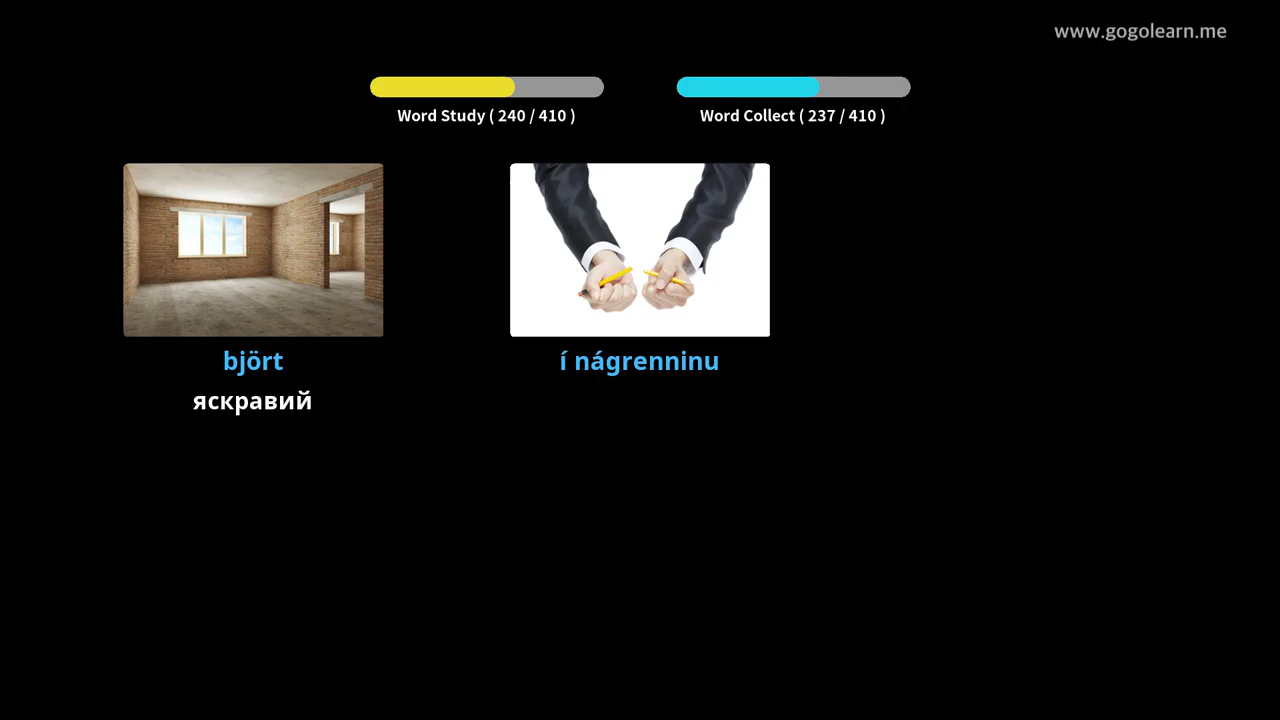 www.gogolearn.me
Word Study ( 240 / 410 )
Word Collect ( 237 / 410 )
björt
í nágrenninu
яскравий